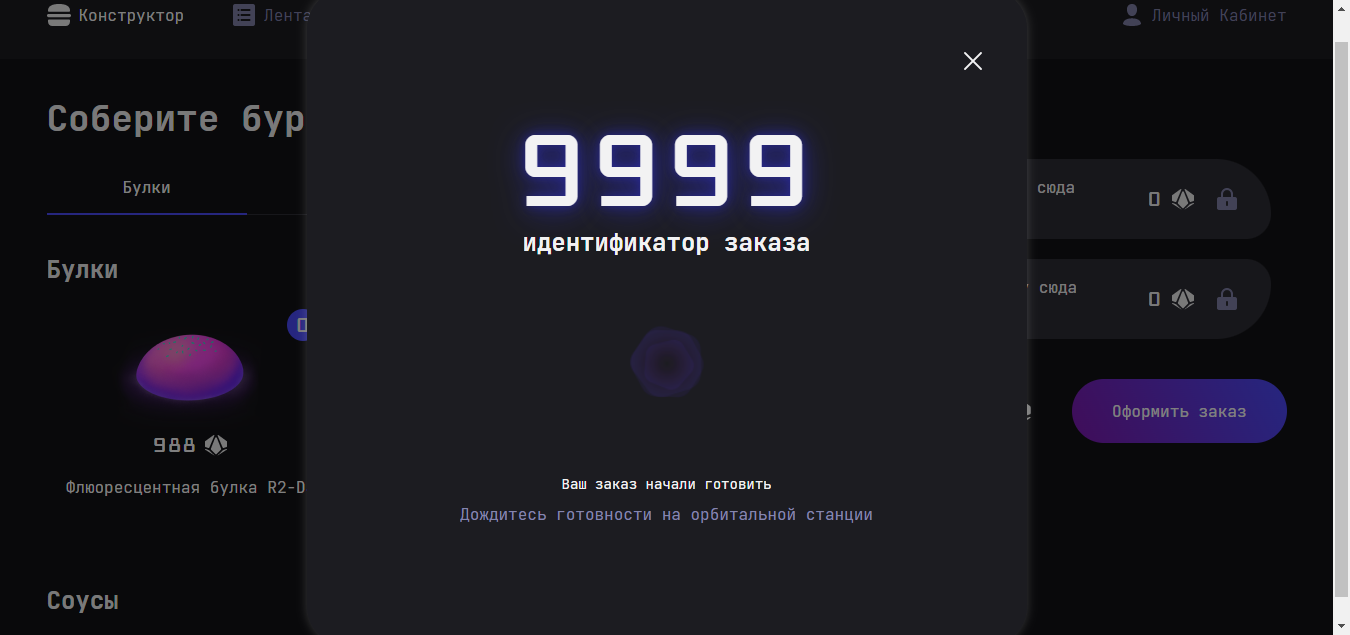 Конструктор
Лента
Личный Кабинет
Соберите бур
Булки
Булки
988
Флюоресцентная булка R2-D
Соусы
9999
идентификатор заказа
Ваш заказ начали готовить
Дождитесь готовности на орбитальной станции
сюда
0
сюда
0
Оформить заказ